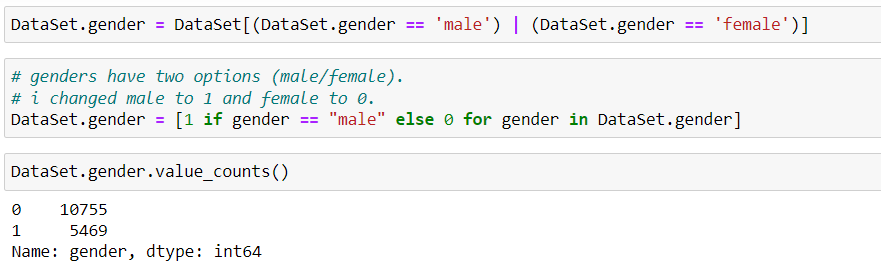 DataSet.gender = DataSet[(DataSet.gender == 'male') | (DataSet.gender == 'female')]
# genders have two options (male/female).
# i changed male to 1 and female to 0.
DataSet.gender = [1 if gender == "male" else 0 for gender in DataSet.gender]
DataSet.gender.value_counts()
0    10755
1     5469
Name: gender, dtype: int64